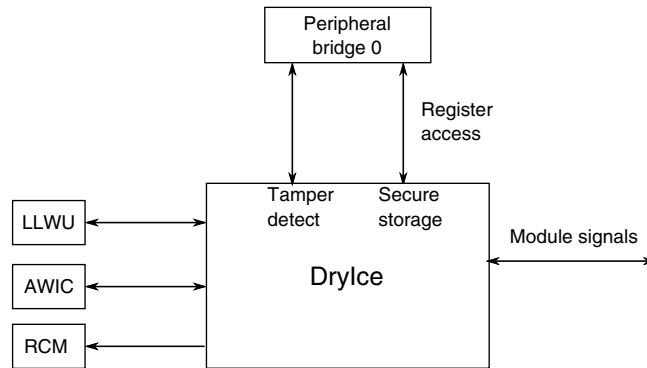 Peripheral
bridge 0
Register
access
Tamper
detect
Secure
storage
LLWU
Module signals
AWIC
DryIce
RCM